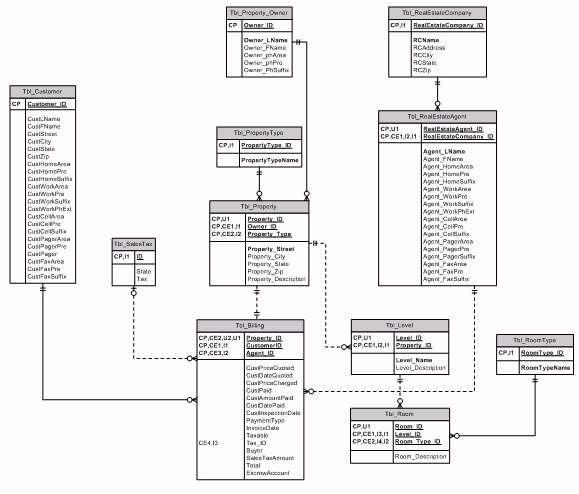 Tbl_Property_Owner
CP Owner_ID
Owner_LName
Owner_FName
Owner_phArea
Owner_phPre
Owner_PhSuffix
Tbl_RealEstateCompany
CP,I1 RealEstateCompany_ID
RCName
RCAddress
RCCity
RCState
RCZip
Tbl_Customer
CP Customer_ID
CustLName
CustFName
CustStreet
CustCity
CustState
CustZip
CustHomeArea
CustHomePre
CustHomeSuffix
CustWorkArea
CustWorkPre
CustWorkSuffix
CustWorkPhExt
CustCellArea
CustCellPre
CustCellSuffix
CustPagerArea
CustPagerPre
CustPager
CustFaxArea
CustFaxPre
CustFaxSuffix
Tbl_PropertyType
CP,I1 PropertyType_ID
PropertyTypeName
Tbl_RealEstateAgent
CP,U1 RealEstateAgent_ID
CP,CE1,I2,I1 RealEstateCompany_ID
Agent_LName
Agent_FName
Agent_HomeArea
Agent_HomePre
Agent_HomeSuffix
Agent_WorkArea
Agent_WorkPre
Agent_WorkSuffix
Agent_WorkPhExt
Agent_CellArea
Agent_CellPre
Agent_CellSuffix
Agent_PagerArea
Agent_PagerPre
Agent_PagerSuffix
Agent_FaxArea
Agent_FaxPre
Agent_FaxSuffix
Tbl_Property
CP,U1 Property_ID
CP,CE1,I1 Owner_ID
CP,CE2,I2 Property_Type
Property_Street
Property_City
Property_State
Property_Zip
Property_Description
Tbl_SalesTax
CP,I1 ID
State
Tax
Tbl_Billing
CP,CE2,U2,U1 Property_ID
CP,CE1,I1 CustomerID
CP,CE3,I2 Agent_ID
CustPriceQuoted
CustDateQuoted
CustPriceCharged
CustPaid
CustAmountPaid
CustDatePaid
CustInspectionDate
PaymentType
InvoiceDate
Taxable
CE4,I3 Tax_ID
Buyer
SalesTaxAmount
Total
EscrowAccount
Tbl_Level
CP,U1 Level_ID
CP,CE1,I2,I1 Property_ID
Level_Name
Level_Description
Tbl_RoomType
CP,I1 RoomType_ID
RoomTypeName
Tbl_Room
CP,U1 Room_ID
CP,CE1,I3,I1 Level_ID
CP,CE2,I4,I2 Room_Type_ID
Room_Description